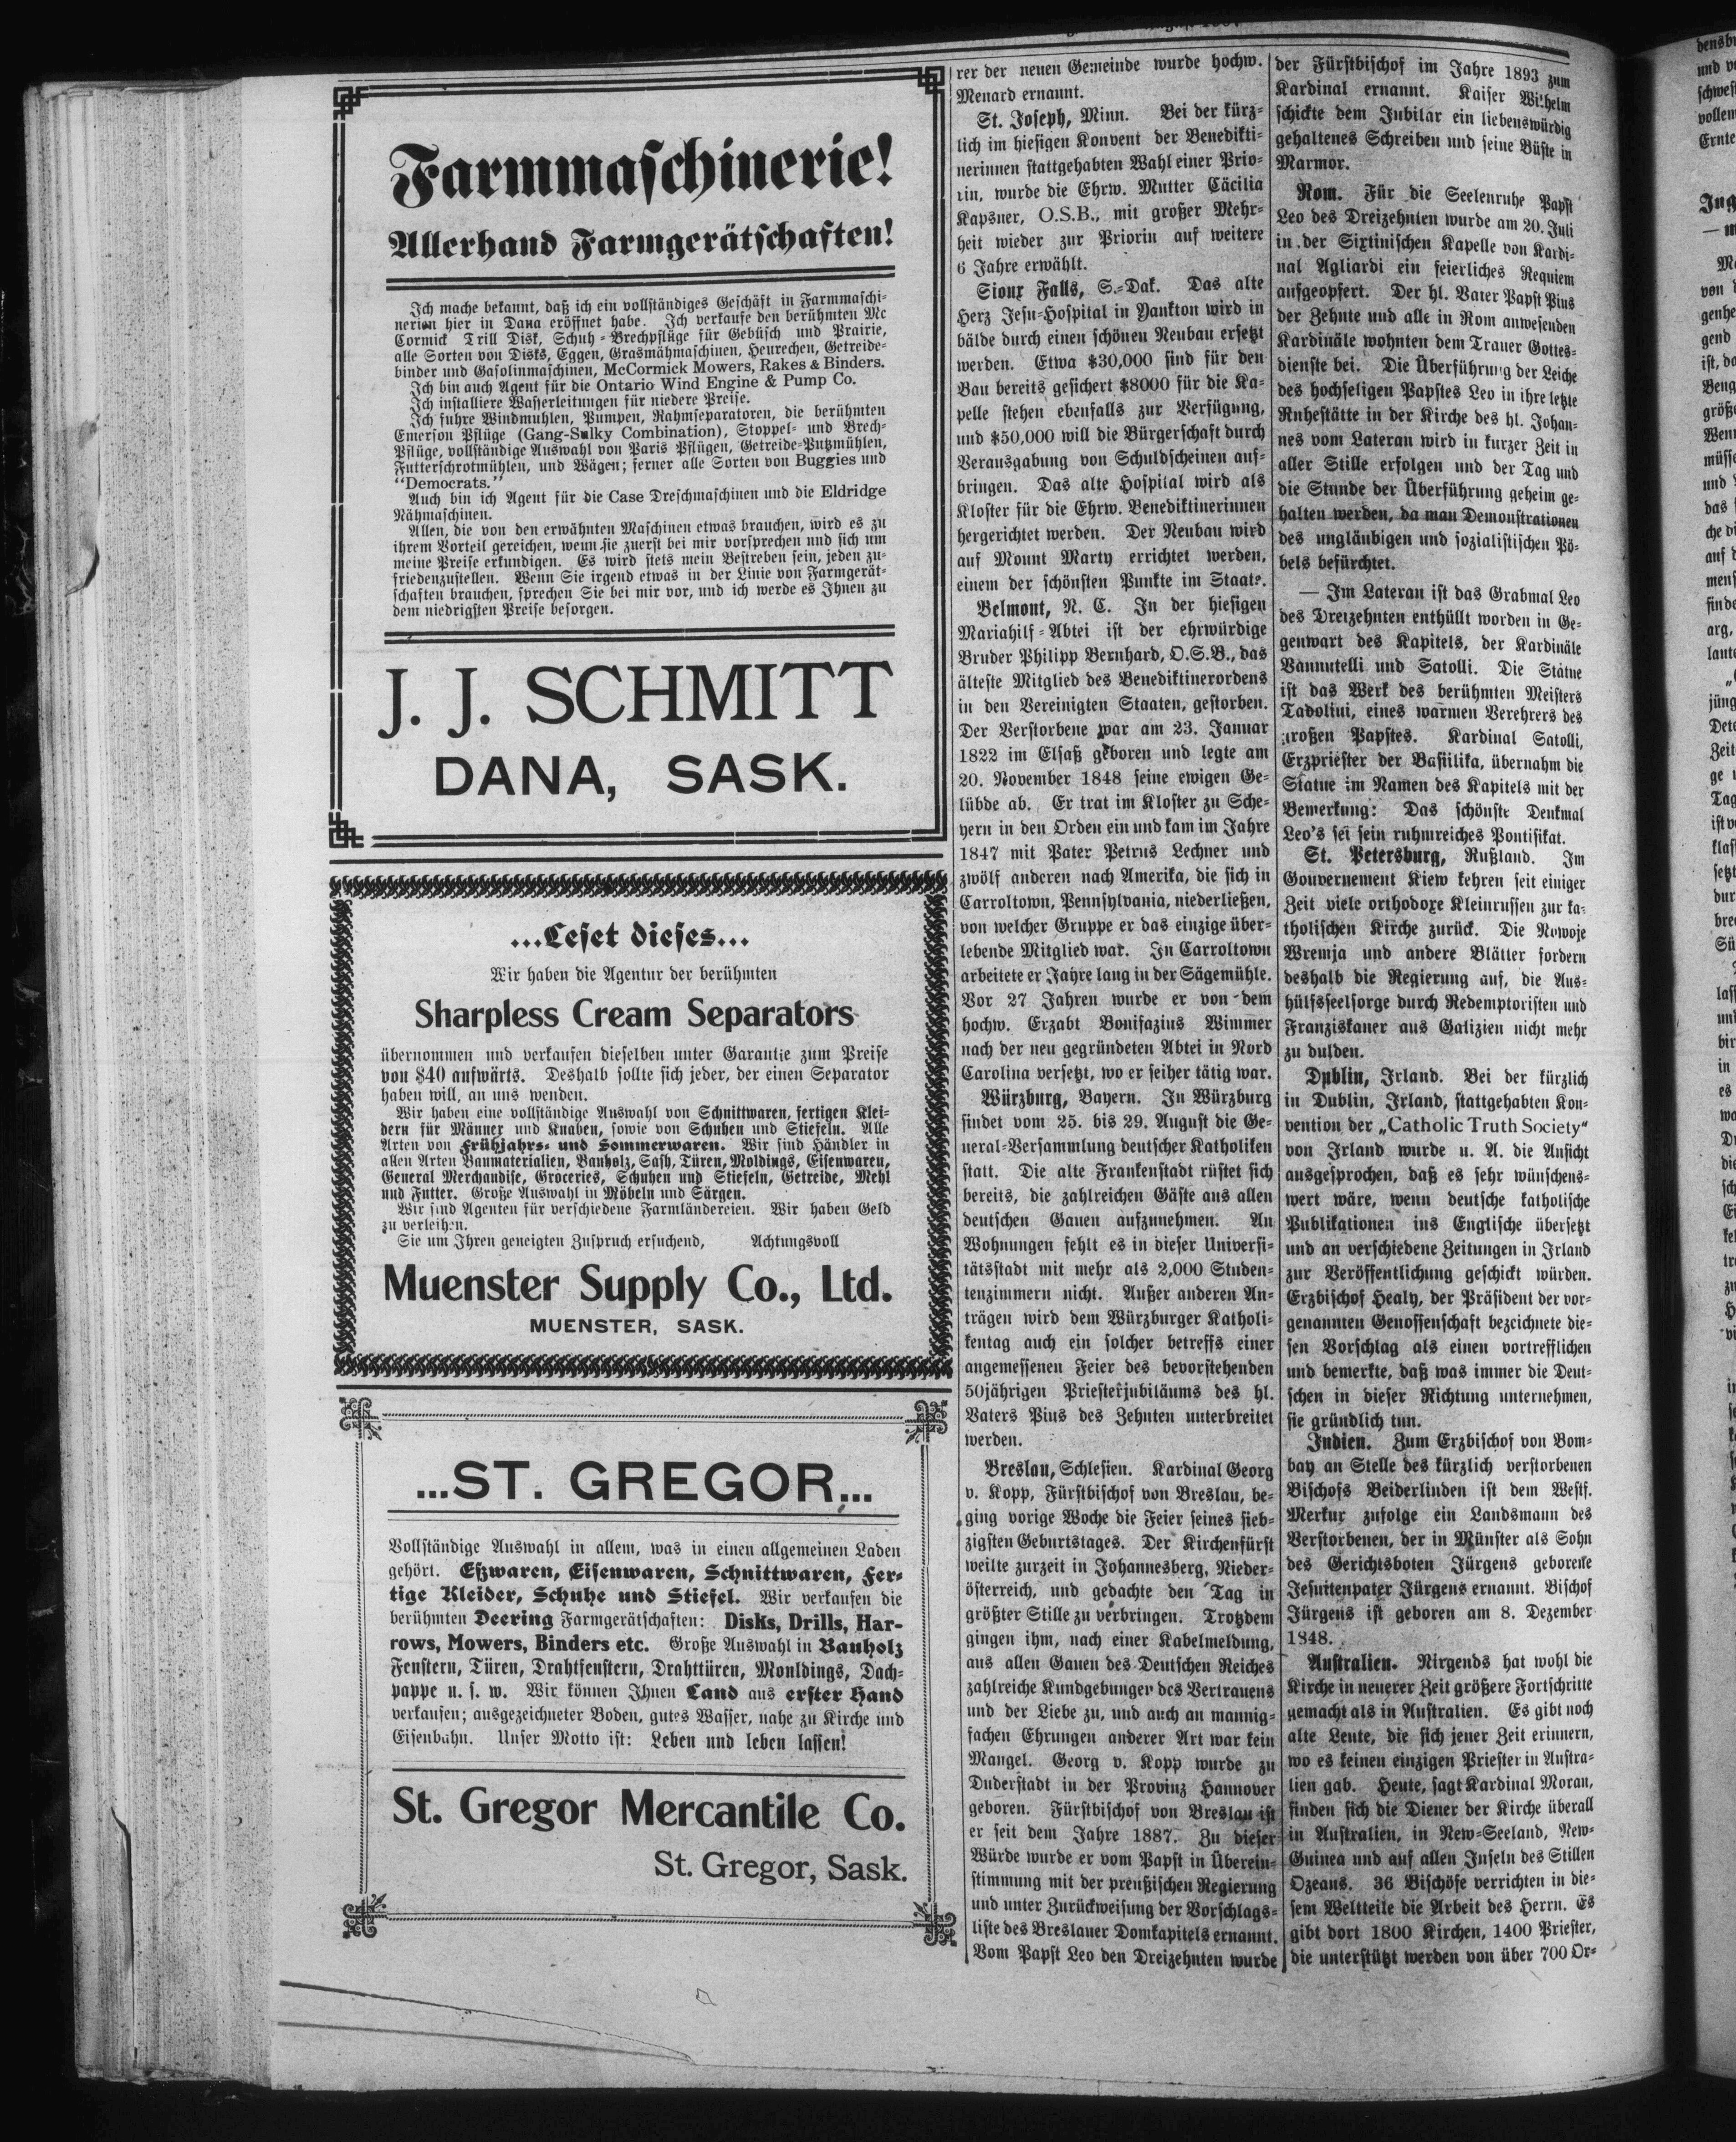 Farmmaschinerie!
Allerhand Farmgerätschaften!
Ich mache bekannt, daß ich ein vollständiges Geschäft in Farmmaschi-
nerien hier in Dana eröffnet habe. Ich verkaufe den berühmten Mc
Cormick Trill Disk, Schuh-Brechpflüge für Gebüsch und Prairie,
alle Sorten von Disks, Eggen, Grasmähmaschinen, Heurechen, Getreide-
binder und Gasolinmaschinen, McCormick Mowers, Rakes & Binders.
Ich bin auch Agent für die Ontario Wind Engine & Pump Co.
Ich installiere Wasserleitungen für niedere Preise.
Ich führe Windmühlen, Pumpen, Rahmseparatoren, die berühmten
Emerson Pflüge (Gang-Sulky Combination), Stoppel- und Brech-
Pflüge, vollständige Auswahl von Paris Pflügen, Getreide-Putzmühlen,
Futterschrotmühlen, und Wägen; ferner alle Sorten von Buggies und
“Democrats.”
Auch bin ich Agent für die Case Dreschmaschinen und die Eldridge
Nähmaschinen.
Allen, die von den erwähnten Maschinen etwas brauchen, wird es zu
ihrem Vorteil gereichen, wenn sie zuerst bei mir vorsprechen und sich um
meine Preise erkundigen. Es wird stets mein Bestreben sein, jeden zu-
friedenzustellen. Wenn Sie irgend etwas in der Linie von Farmgerät-
schaften brauchen, sprechen Sie bei mir vor, und ich werde es Ihnen zu
dem niedrigsten Preise besorgen.
J. J. SCHMITT
DANA, SASK.
...Leset dieses...
Wir haben die Agentur der berühmten
Sharpless Cream Separators
übernommen und verkaufen dieselben unter Garantie zum Preise
von $40 aufwärts. Deshalb sollte sich jeder, der einen Separator
haben will, an uns wenden.
Wir haben eine vollständige Auswahl von Schnittwaren, fertigen Klei-
dern für Männer und Knaben, sowie von Schuhen und Stiefeln. Alle
Arten von Frühjahrs- und Sommerwaren. Wir sind Händler in
allen Arten Baumaterialien, Bauholz, Sash, Türen, Moldings, Eisenwaren,
General Merchandise, Groceries, Schuhen und Stiefeln, Getreide, Mehl
und Futter. Große Auswahl in Möbeln und Särgen.
Wir sind Agenten für verschiedene Farmländereien. Wir haben Geld
zu verleihen.
Sie um Ihren geneigten Zuspruch ersuchend, Achtungsvoll
Muenster Supply Co., Ltd.
MUENSTER, SASK.
...ST. GREGOR...
Vollständige Auswahl in allem, was in einen allgemeinen Laden
gehört. Eßwaren, Eisenwaren, Schnittwaren, Fer-
tige Kleider, Schuhe und Stiefel. Wir verkaufen die
berühmten Deering Farmgerätschaften: Disks, Drills, Har-
rows, Mowers, Binders etc. Große Auswahl in Bauholz
Fenstern, Türen, Drahtfenstern, Drahttüren, Monldings, Dach-
pappe u. s. w. Wir können Ihnen Land aus erster Hand
verkaufen; ausgezeichneter Boden, gutes Wasser, nahe zu Kirche und
Eisenbahn. Unser Motto ist: Leben und leben lassen!
St. Gregor Mercantile Co.
St. Gregor, Sask.
rer der neuen Gemeinde wurde hochw.
Menard ernannt.
St. Joseph, Minn. Bei der kürz-
lich im hiesigen Konvent der Benedikti-
nerinnen stattgehabten Wahl einer Prio-
rin, wurde die Ehrw. Mutter Cäcilia
Kapsner, O.S.B., mit großer Mehr-
heit wieder zur Priorin auf weitere
6 Jahre erwählt.
Sioux Falls, S.-Dak. Das alte
Herz Jesu-Hospital in Yankton wird in
bälde durch einen schönen Neubau ersetzt
werden. Etwa $30,000 sind für den
Bau bereits gesichert $8000 für die Ka-
pelle stehen ebenfalls zur Verfügung,
und $50,000 will die Bürgerschaft durch
Verausgabung von Schuldscheinen auf-
bringen. Das alte Hospital wird als
Kloster für die Ehrw. Benediktinerinnen
hergerichtet werden. Der Neubau wird
auf Mount Marty errichtet werden,
einem der schönsten Punkte im Staate.
Belmont, N. C. In der hiesigen
Mariahilf-Abtei ist der ehrwürdige
Bruder Philipp Bernhard, O.S.B., das
älteste Mitglied des Benediktinerordens
in den Vereinigten Staaten, gestorben.
Der Verstorbene war am 23. Januar
1822 im Elsaß geboren und legte am
20. November 1848 seine ewigen Ge-
lübde ab. Er trat im Kloster zu Sche-
yern in den Orden ein und kam im Jahre
1847 mit Pater Petrus Lechner und
zwölf anderen nach Amerika, die sich in
Carroltown, Pennsylvania, niederließen,
von welcher Gruppe er das einzige über-
lebende Mitglied war. In Carroltown
arbeitete er Jahre lang in der Sägemühle.
Vor 27 Jahren wurde er von dem
hochw. Erzabt Bonifazius Wimmer
nach der neu gegründeten Abtei in Nord
Carolina versetzt, wo er seiher tätig war.
Würzburg, Bayern. In Würzburg
findet vom 25. bis 29. August die Ge-
neral-Versammlung deutscher Katholiken
statt. Die alte Frankenstadt rüstet sich
bereits, die zahlreichen Gäste aus allen
deutschen Gauen aufzunehmen. An
Wohnungen fehlt es in dieser Universi-
tätsstadt mit mehr als 2,000 Studen-
tenzimmern nicht. Außer anderen An-
trägen wird dem Würzburger Katholi-
kentag auch ein solcher betreffs einer
angemessenen Feier des bevorstehenden
50jährigen Priesterjubiläums des hl.
Vaters Pius des Zehnten unterbreitet
werden.
Breslau, Schlesien. Kardinal Georg
v. Kopp, Fürstbischof von Breslau, be-
ging vorige Woche die Feier seines sieb-
zigsten Geburtstages. Der Kirchenfürst
weilte zurzeit in Johannesberg, Nieder-
österreich, und gedachte den Tag in
größter Stille zu verbringen. Trotzdem
gingen ihm, nach einer Kabelmeldung,
aus allen Gauen des Deutschen Reiches
zahlreiche Kundgebungen des Vertrauens
und der Liebe zu, und auch an mannig-
fachen Ehrungen anderer Art war kein
Mangel. Georg v. Kopp wurde zu
Duderstadt in der Provinz Hannover
geboren. Fürstbischof von Breslau ist
er seit dem Jahre 1887. Zu dieser
Würde wurde er vom Papst in Überein-
stimmung mit der preußischen Regierung
und unter Zurückweisung der Vorschlags-
liste des Breslauer Domkapitels ernannt.
Vom Papst Leo den Dreizehnten wurde
der Fürstbischof im Jahre 1893 zum
Kardinal ernannt. Kaiser Wilhelm
schickte dem Jubilar ein liebenswürdig
gehaltenes Schreiben und seine Büste in
Marmor.
Rom. Für die Seelenruhe Papst
Leo des Dreizehnten wurde am 20. Juli
in der Sixtinischen Kapelle von Kardi-
nal Agliardi ein feierliches Requiem
aufgeopfert. Der hl. Vater Papst Pius
der Zehnte und alle in Rom anwesenden
Kardinäle wohnten dem Trauer Gottes-
dienste bei. Die Überführung der Leiche
des hochseligen Papstes Leo in ihre letzte
Ruhestätte in der Kirche des hl. Johan-
nes vom Lateran wird in kurzer Zeit in
aller Stille erfolgen und der Tag und
die Stunde der Überführung geheim ge-
halten werden, da man Demonstrationen
des ungläubigen und sozialistischen Pö-
bels befürchtet.
— Im Lateran ist das Grabmal Leo
des Dreizehnten enthüllt worden in Ge-
genwart des Kapitels, der Kardinäle
Vannutelli und Satolli. Die Statue
ist das Werk des berühmten Meisters
Tadolini, eines warmen Verehrers des
großen Papstes. Kardinal Satolli,
Erzpriester der Basiilika, übernahm die
Statue im Namen des Kapitels mit der
Bemerkung: Das schönste Denkmal
Leo's sei sein ruhmreiches Pontifikat.
St. Petersburg, Rußland. Im
Gouvernement Kiew kehren seit einiger
Zeit viele orthodoxe Kleinrussen zur ka-
tholischen Kirche zurück. Die Nowoje
Wremja und andere Blätter fordern
deshalb die Regierung auf, die Aus-
hülfsseelsorge durch Redemptoristen und
Franziskaner aus Galizien nicht mehr
zu dulden.
Dublin, Irland. Bei der kürzlich
in Dublin, Irland, stattgehabten Kon-
vention der „Catholic Truth Society“
von Irland wurde u. A. die Ansicht
ausgesprochen, daß es sehr wünschens-
wert wäre, wenn deutsche katholische
Publikationen ins Englische übersetzt
und an verschiedene Zeitungen in Irland
zur Veröffentlichung geschickt würden.
Erzbischof Healy, der Präsident der vor-
genannten Genossenschaft bezeichnete die-
sen Vorschlag als einen vortrefflichen
und bemerkte, daß was immer die Deut-
schen in dieser Richtung unternehmen,
sie gründlich tun.
Indien. Zum Erzbischof von Bom-
bay an Stelle des kürzlich verstorbenen
Bischofs Beiderlinden ist dem Westf.
Merkur zufolge ein Landsmann des
Verstorbenen, der in Münster als Sohn
des Gerichtsboten Jürgens geborene
Jesuitenpater Jürgens ernannt. Bischof
Jürgens ist geboren am 8. Dezember
1848.
Australien. Nirgends hat wohl die
Kirche in neuerer Zeit größere Fortschritte
gemacht als in Australien. Es gibt noch
alte Leute, die sich jener Zeit erinnern,
wo es keinen einzigen Priester in Austra-
lien gab. Heute, sagt Kardinal Moran,
finden sich die Diener der Kirche überall
in Australien, in New-Seeland, New-
Guinea und auf allen Inseln des Stillen
Ozeans. 36 Bischöfe verrichten in die-
sem Weltteile die Arbeit des Herrn. Es
gibt dort 1800 Kirchen, 1400 Priester,
die unterstützt werden von über 700 Or-